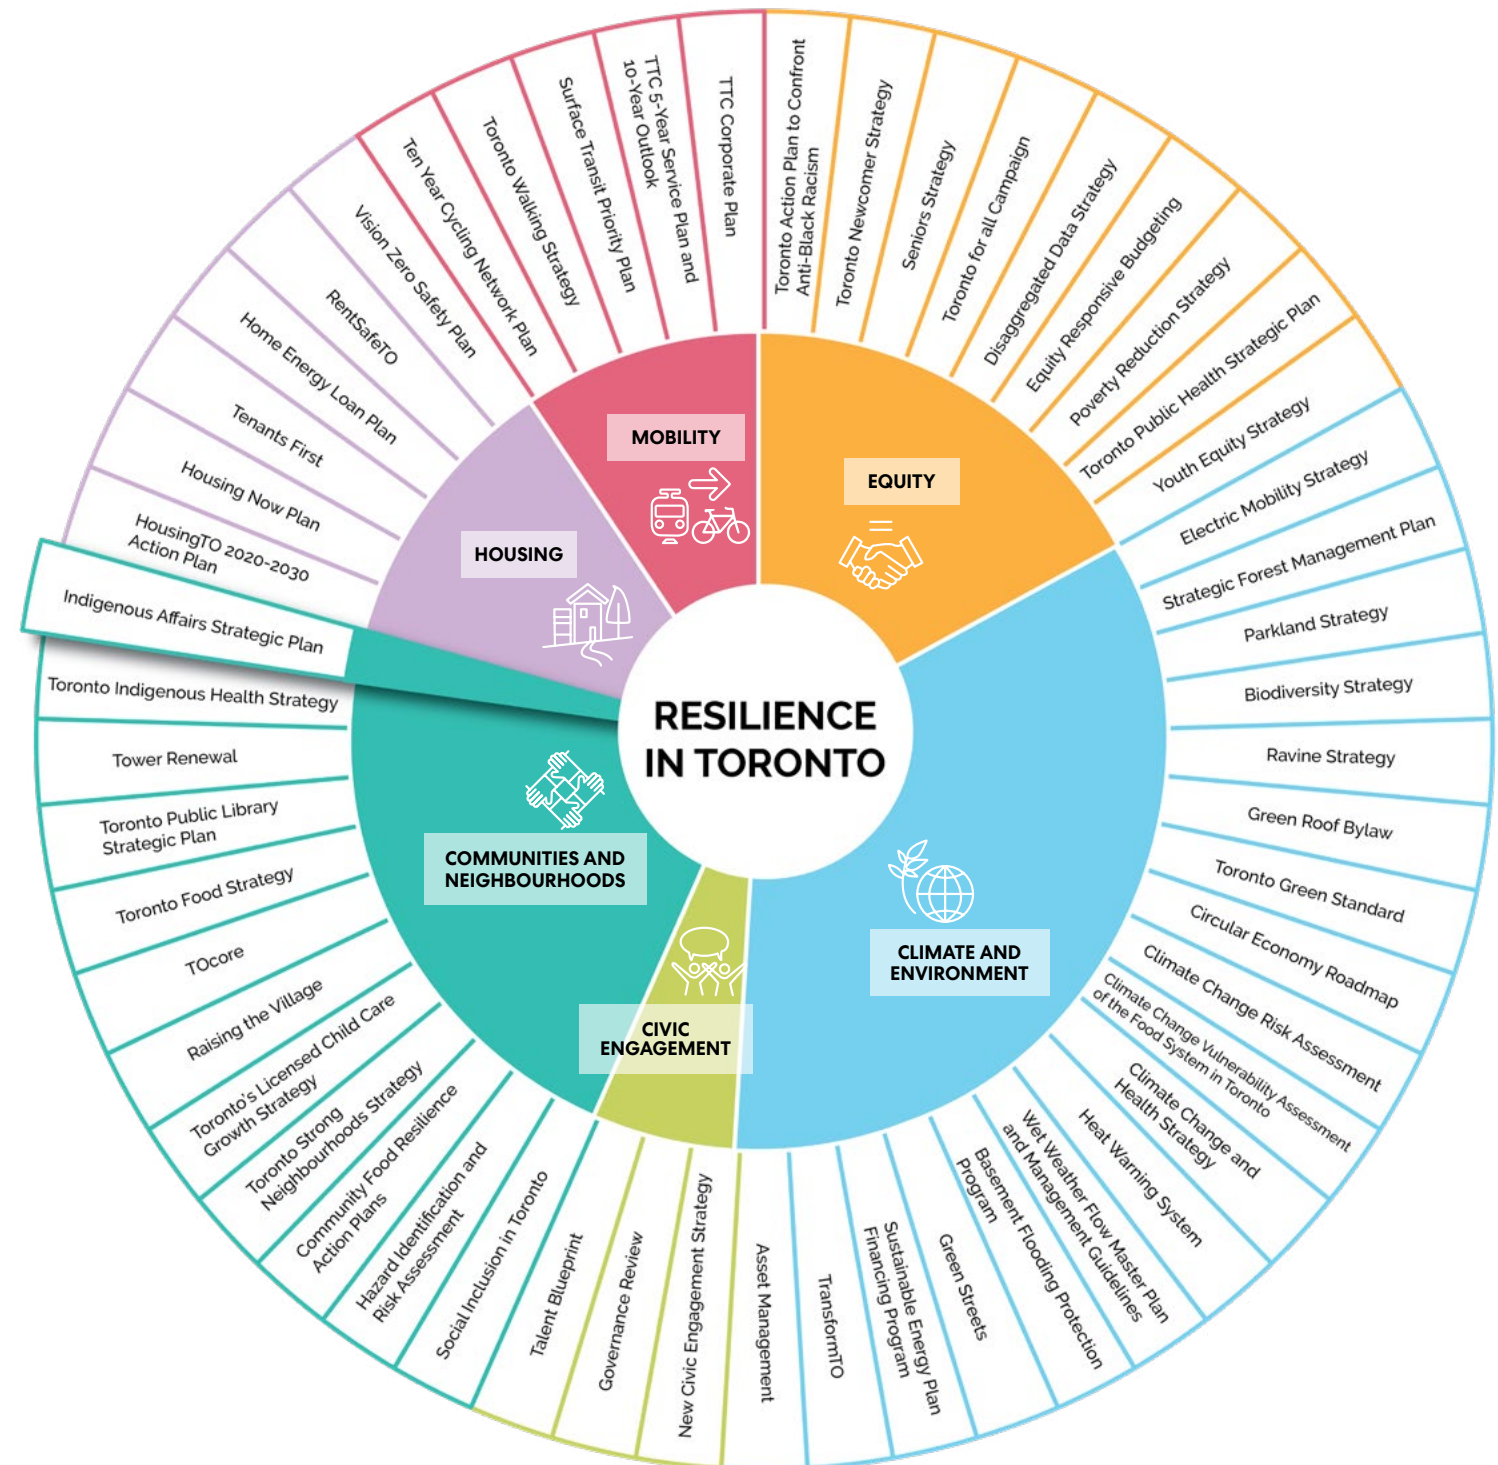 RESILIENCE
IN TORONTO
MOBILITY
EQUITY
CLIMATE AND
ENVIRONMENT
CIVIC
ENGAGEMENT
COMMUNITIES AND
NEIGHBOURHOODS
HOUSING
Toronto Action Plan to Confront
Anti-Black Racism
Toronto Newcomer Strategy
Seniors Strategy
Toronto for all Campaign
Disaggregated Data Strategy
Equity Responsive Budgeting
Poverty Reduction Strategy
Toronto Public Health Strategic Plan
Youth Equity Strategy
Electric Mobility Strategy
Strategic Forest Management Plan
Parkland Strategy
Biodiversity Strategy
Ravine Strategy
Green Roof Bylaw
Toronto Green Standard
Circular Economy Roadmap
Climate Change Risk Assessment
Climate Change Vulnerability Assessment
of the Food System in Toronto
Climate Change and
Health Strategy
Heat Warning System
Wet Weather Flow Master Plan
and Management Guidelines
Basement Flooding Protection
Program
Green Streets
Sustainable Energy Plan
Financing Program
TransformTO
Asset Management
New Civic Engagement Strategy
Governance Review
Talent Blueprint
Social Inclusion in Toronto
Hazard Identification and
Risk Assessment
Community Food Resilience
Action Plans
Toronto Strong
Neighbourhoods Strategy
Toronto's Licensed Child Care
Growth Strategy
Raising the Village
TOcore
Toronto Food Strategy
Toronto Public Library
Strategic Plan
Tower Renewal
Toronto Indigenous Health Strategy
Indigenous Affairs Strategic Plan
HousingTO 2020-2030
Action Plan
Housing Now Plan
Tenants First
Home Energy Loan Plan
RentSafeTO
Vision Zero Safety Plan
Ten Year Cycling Network Plan
Toronto Walking Strategy
Surface Transit Priority Plan
TTC 5-Year Service Plan and
10-Year Outlook
TTC Corporate Plan